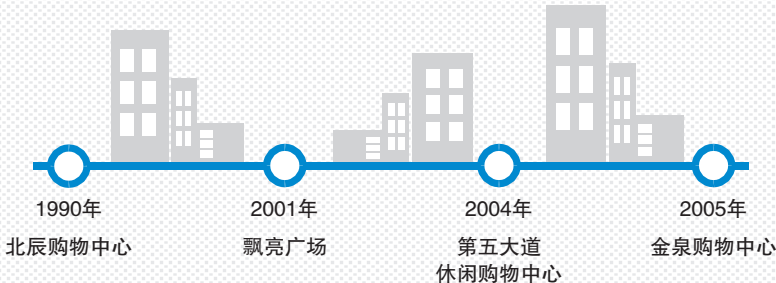 1990年
北辰购物中心
2001年
飘亮广场
2004年
第五大道
休闲购物中心
2005年
金泉购物中心